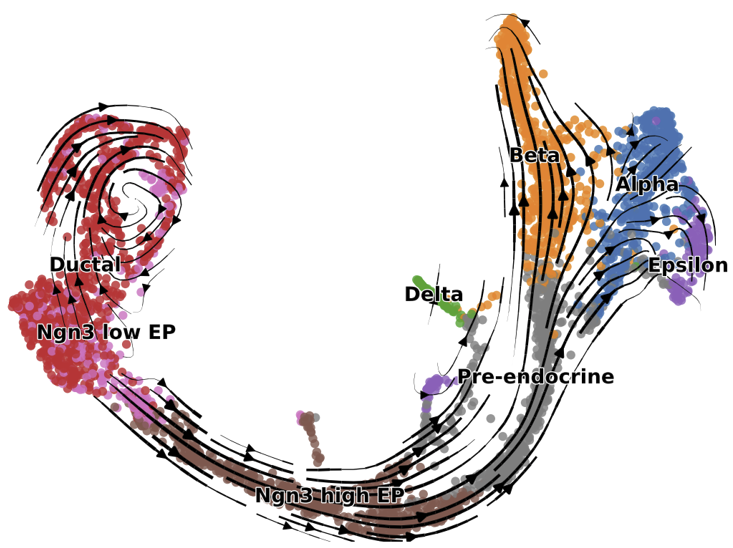 Beta
Alpha
Ductal
Epsilon
Delta
Ngn3 low EP
Pre-endocrine
Ngn3 high EP